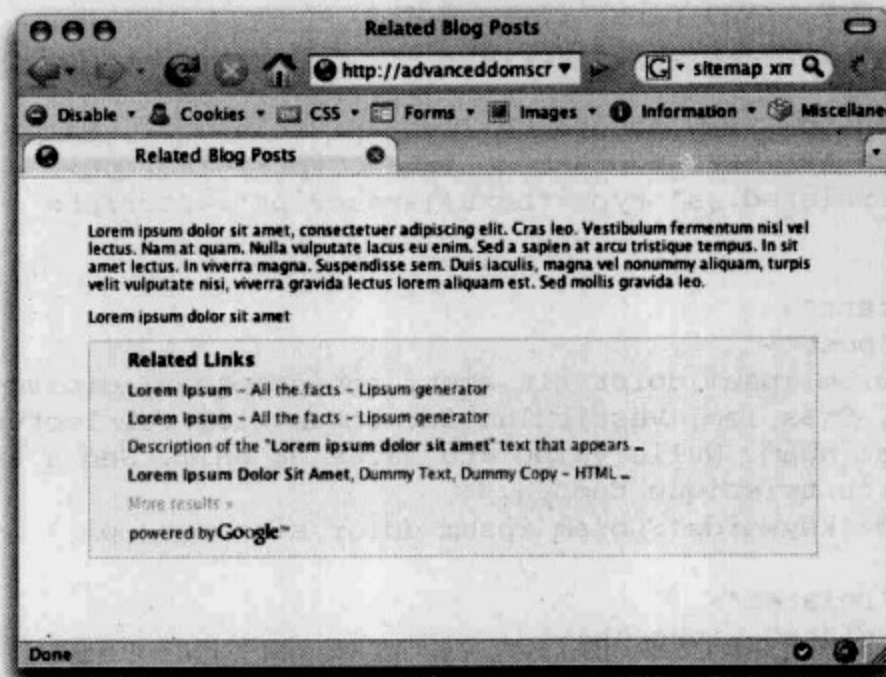 Related Blog Posts
http://advanceddomscr
G sitemap xm
Disable Cookies CSS Forms Images Information Miscellane
Related Blog Posts
Lorem ipsum dolor sit amet, consectetuer adipiscing elit. Cras leo. Vestibulum fermentum nisl vel
lectus. Nam at quam. Nulla vulputate lacus eu enim. Sed a sapien at arcu tristique tempus. In sit
amet lectus. In viverra magna. Suspendisse sem. Duis iaculis, magna vel nonummy aliquam, turpis
velit vulputate nisi, viverra gravida lectus lorem aliquam est. Sed mollis gravida leo.
Lorem ipsum dolor sit amet
Related Links
Lorem Ipsum - All the facts - Lipsum generator
Lorem Ipsum - All the facts - Lipsum generator
Description of the "Lorem ipsum dolor sit amet" text that appears ...
Lorem Ipsum Dolor Sit Amet, Dummy Text, Dummy Copy - HTML ...
More results »
powered by Google™
Done